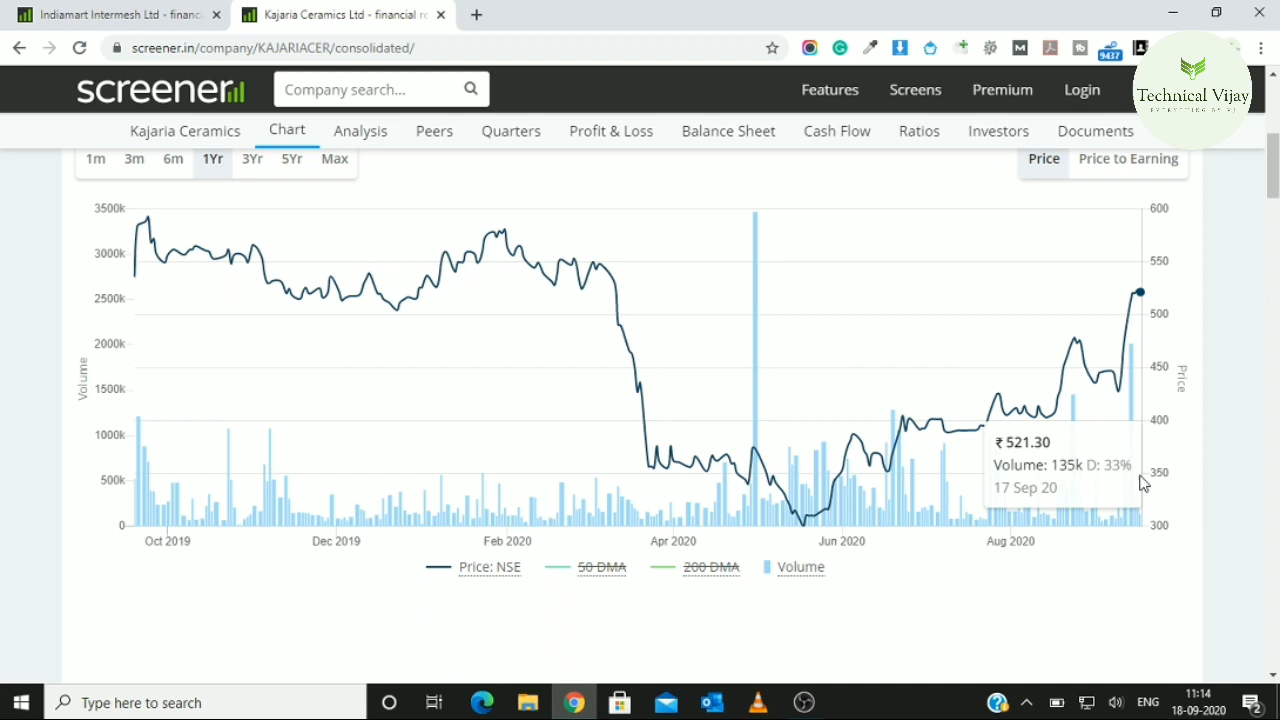 Indiamart Intermesh Ltd - financi
Kajaria Ceramics Ltd - financial re
screener.in/company/KAJARIACER/consolidated/
9437
screener
Company search...
Features
Screens
Premium
Login
Technical Vijay
Kajaria Ceramics
Chart
Analysis
Peers
Quarters
Profit & Loss
Balance Sheet
Cash Flow
Ratios
Investors
Documents
1m 3m 6m 1Yr 3Yr 5Yr Max
Price
Price to Earning
3500k
3000k
2500k
2000k
1500k
1000k
500k
0
Volume
600
550
500
450
400
350
300
Price
₹ 521.30
Volume: 135k D: 33%
17 Sep 20
Oct 2019
Dec 2019
Feb 2020
Apr 2020
Jun 2020
Aug 2020
Price: NSE
50 DMA
200 DMA
Volume
Type here to search
ENG
11:14
18-09-2020
2